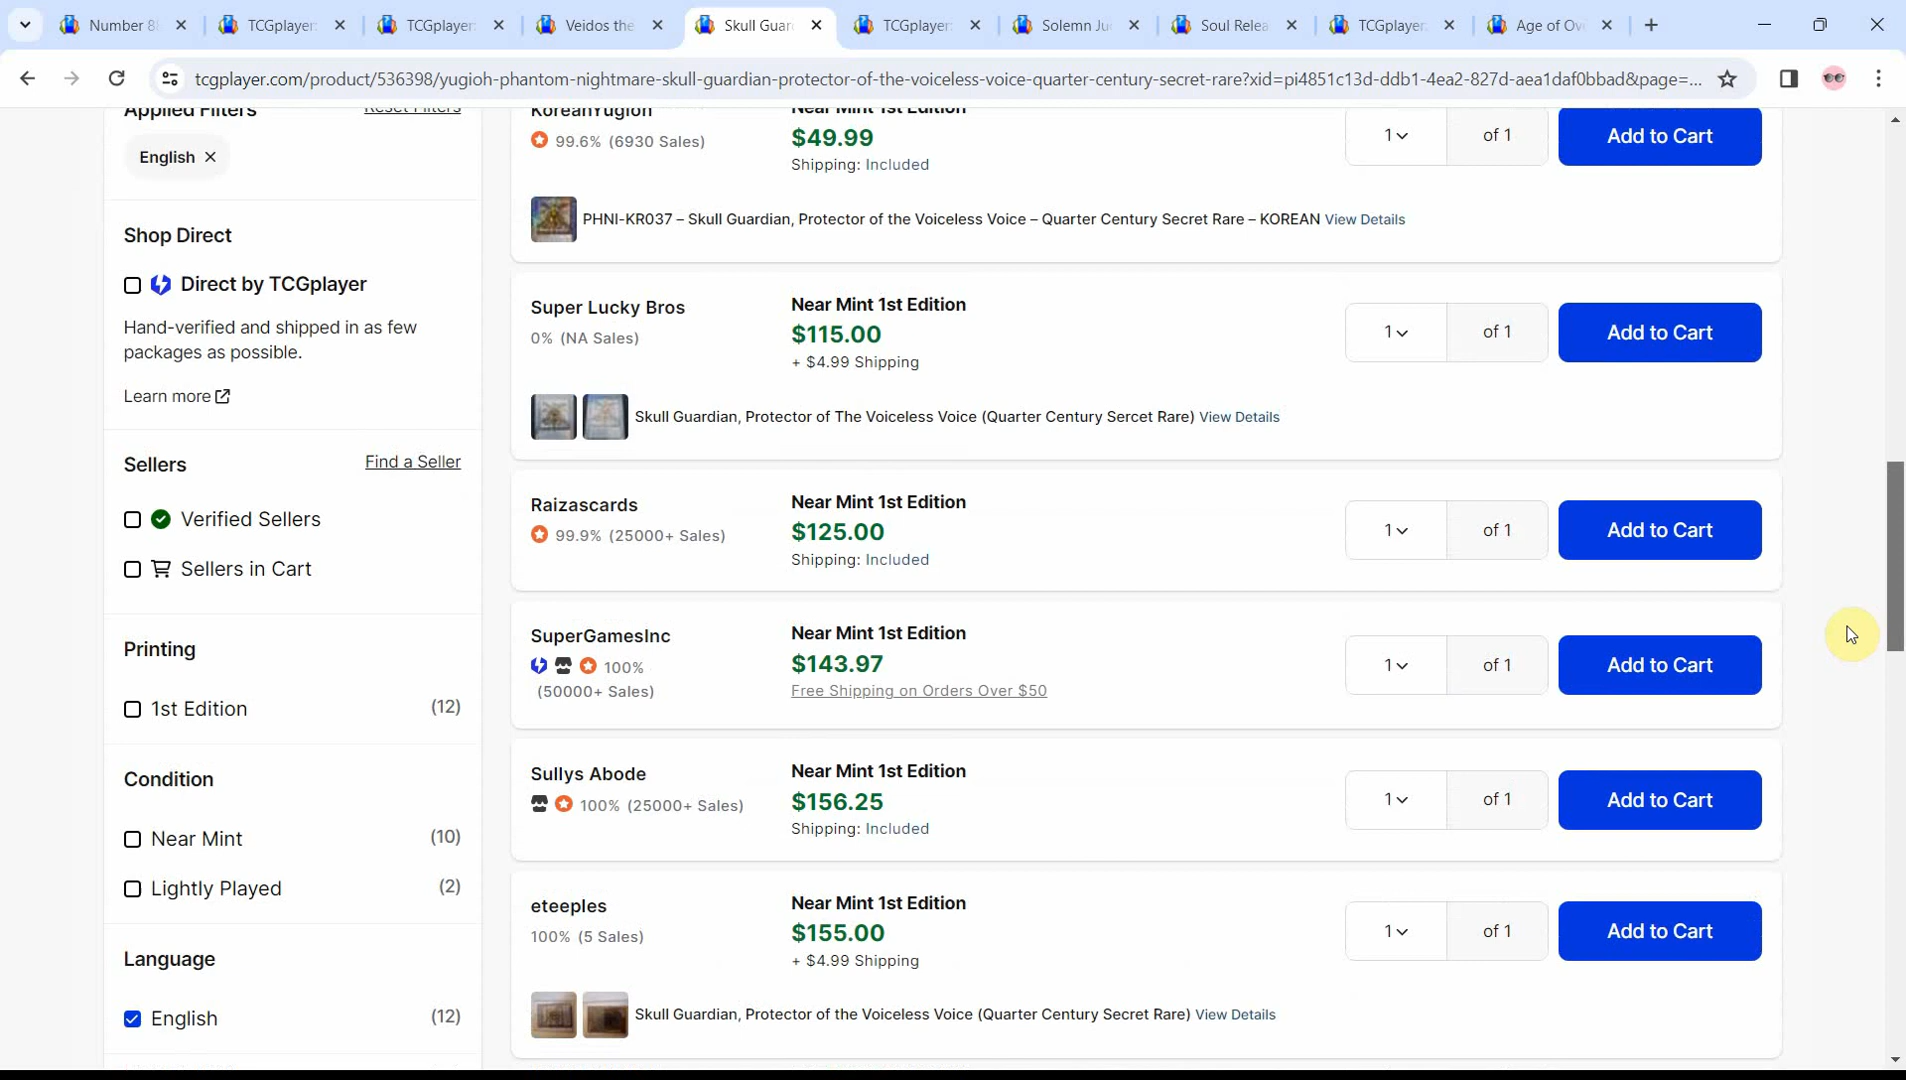 Number 8
TCGplayer
TCGplayer
Veidos the
Skull Guar
TCGplayer
Solemn Ju
Soul Relea
TCGplayer
Age of Ov
tcgplayer.com/product/536398/yugioh-phantom-nightmare-skull-guardian-protector-of-the-voiceless-voice-quarter-century-secret-rare?xid=pi4851c13d-ddb1-4ea2-827d-aea1daf0bbad&page=...
Applied Filters
Reset Filters
English
Shop Direct
Direct by TCGplayer
Hand-verified and shipped in as few
packages as possible.
Learn more
Sellers
Find a Seller
Verified Sellers
Sellers in Cart
Printing
1st Edition (12)
Condition
Near Mint (10)
Lightly Played (2)
Language
English (12)
KoreanYugioh
99.6% (6930 Sales)
Near Mint 1st Edition
$49.99
Shipping: Included
1 of 1
Add to Cart
PHNI-KR037 – Skull Guardian, Protector of the Voiceless Voice – Quarter Century Secret Rare – KOREAN View Details
Super Lucky Bros
0% (NA Sales)
Near Mint 1st Edition
$115.00
+ $4.99 Shipping
1 of 1
Add to Cart
Skull Guardian, Protector of The Voiceless Voice (Quarter Century Sercet Rare) View Details
Raizascards
99.9% (25000+ Sales)
Near Mint 1st Edition
$125.00
Shipping: Included
1 of 1
Add to Cart
SuperGamesInc
100%
(50000+ Sales)
Near Mint 1st Edition
$143.97
Free Shipping on Orders Over $50
1 of 1
Add to Cart
Sullys Abode
100% (25000+ Sales)
Near Mint 1st Edition
$156.25
Shipping: Included
1 of 1
Add to Cart
eteeples
100% (5 Sales)
Near Mint 1st Edition
$155.00
+ $4.99 Shipping
1 of 1
Add to Cart
Skull Guardian, Protector of the Voiceless Voice (Quarter Century Secret Rare) View Details